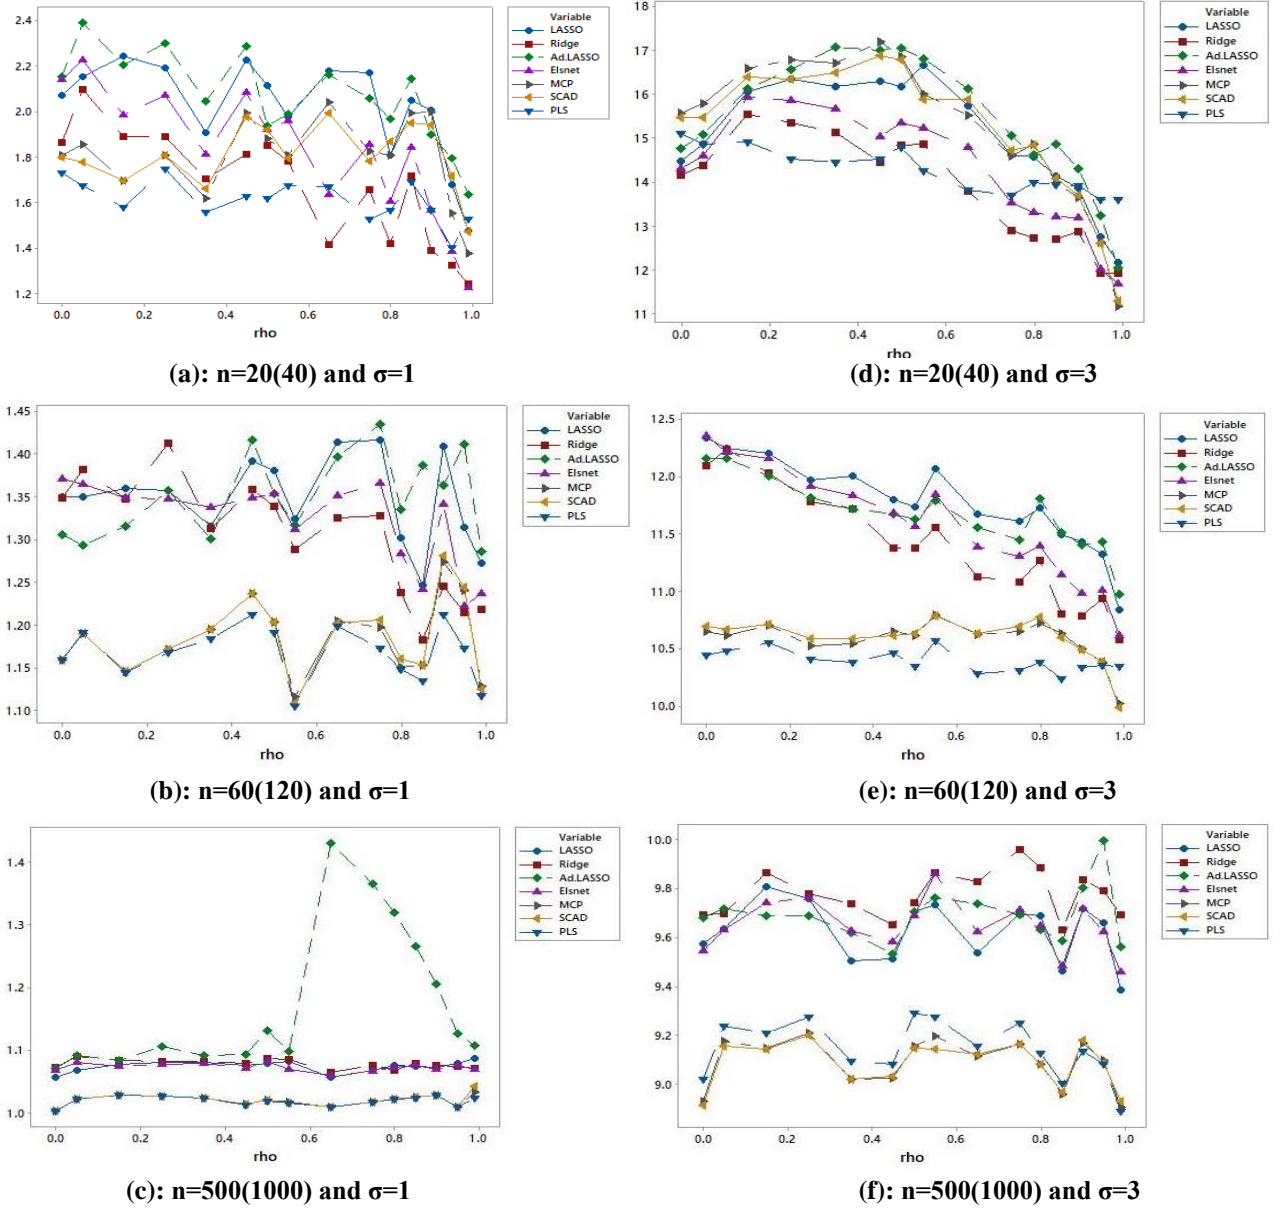 2.4
2.2
2.0
1.8
1.6
1.4
1.2
0.0 0.2 0.4 0.6 0.8 1.0
rho
Variable
LASSO
Ridge
Ad.LASSO
Elsnet
MCP
SCAD
PLS
(a): n=20(40) and σ=1
18
17
16
15
14
13
12
11
0.0 0.2 0.4 0.6 0.8 1.0
rho
Variable
LASSO
Ridge
Ad.LASSO
Elsnet
MCP
SCAD
PLS
(d): n=20(40) and σ=3
1.45
1.40
1.35
1.30
1.25
1.20
1.15
1.10
0.0 0.2 0.4 0.6 0.8 1.0
rho
Variable
LASSO
Ridge
Ad.LASSO
Elsnet
MCP
SCAD
PLS
(b): n=60(120) and σ=1
12.5
12.0
11.5
11.0
10.5
10.0
0.0 0.2 0.4 0.6 0.8 1.0
rho
Variable
LASSO
Ridge
Ad.LASSO
Elsnet
MCP
SCAD
PLS
(e): n=60(120) and σ=3
1.4
1.3
1.2
1.1
1.0
0.0 0.2 0.4 0.6 0.8 1.0
rho
Variable
LASSO
Ridge
Ad.LASSO
Elsnet
MCP
SCAD
PLS
(c): n=500(1000) and σ=1
10.0
9.8
9.6
9.4
9.2
9.0
0.0 0.2 0.4 0.6 0.8 1.0
rho
Variable
LASSO
Ridge
Ad.LASSO
Elsnet
MCP
SCAD
PLS
(f): n=500(1000) and σ=3